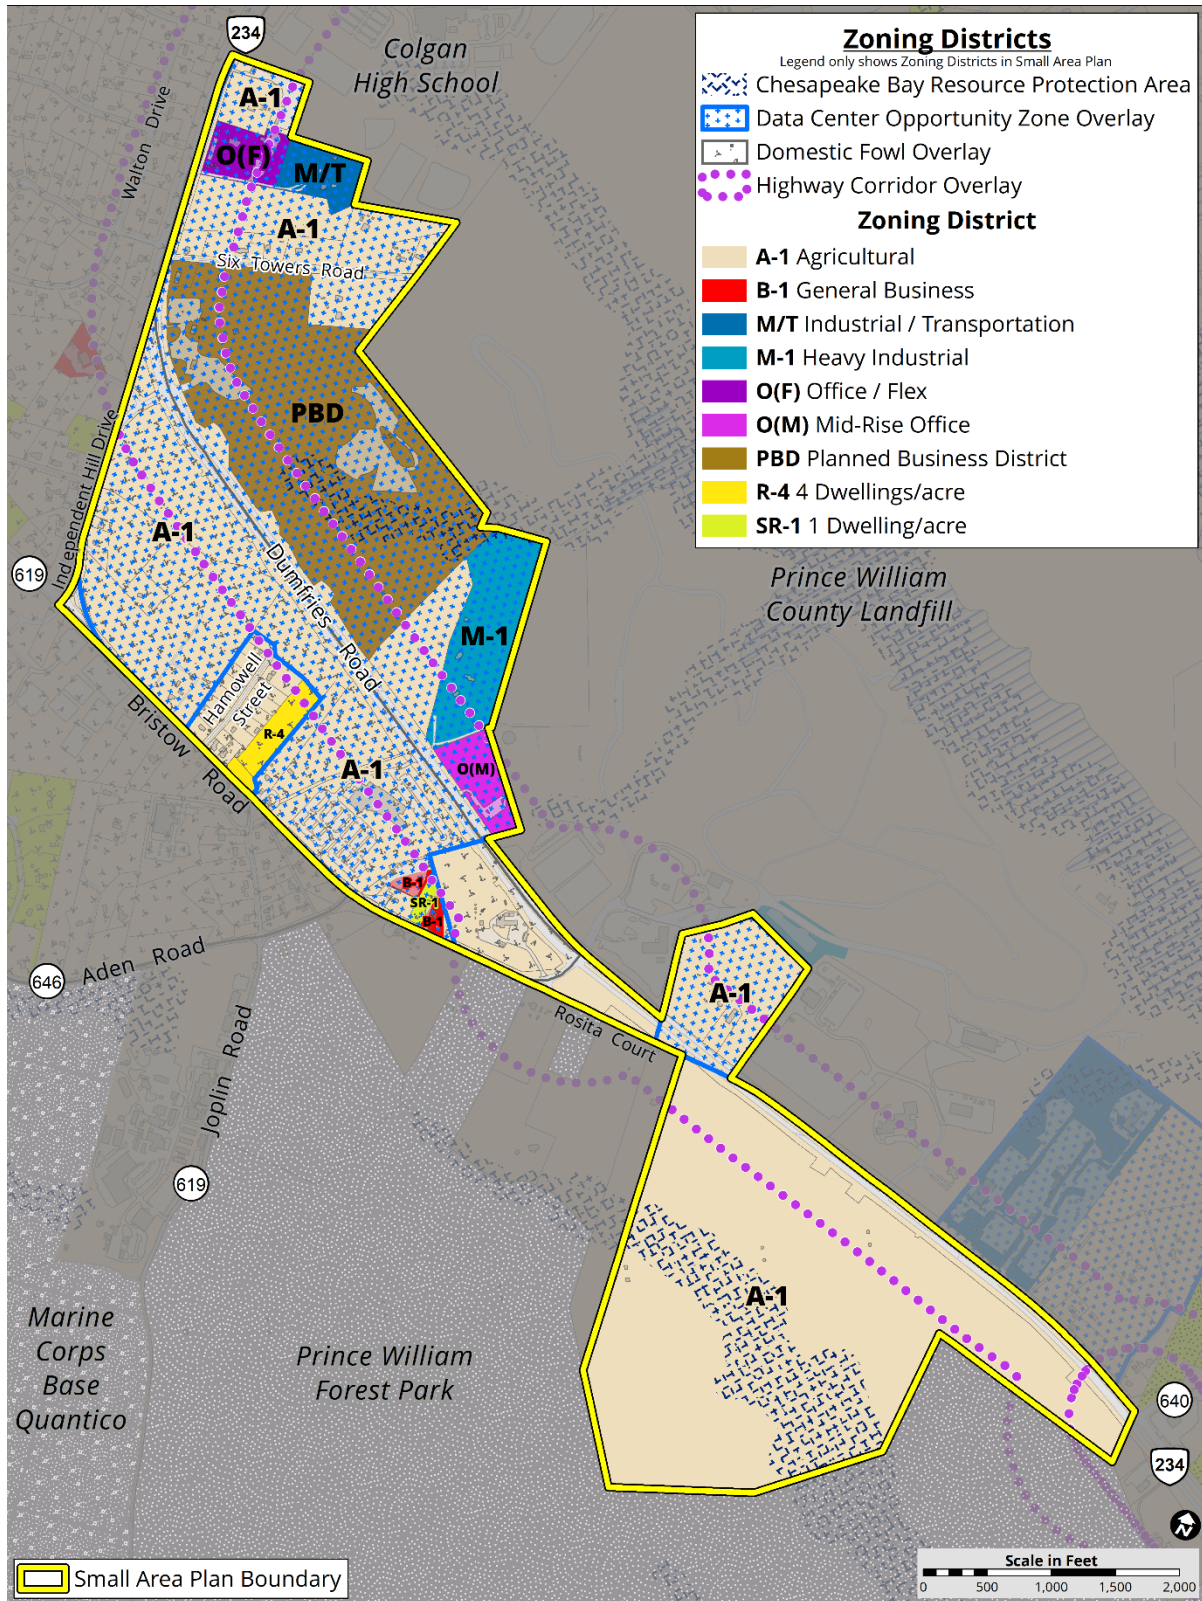 234
Colgan
High School
Walton Drive
A-1
O(F)
M/T
A-1
Six Towers Road
PBD
Independent Hill Drive
A-1
619
Dumfries Road
M-1
Hamowell
Street
R-4
Bristow Road
A-1
O(M)
B-1
SR-1
B-1
Prince William
County Landfill
646
Aden Road
Joplin Road
Rosita Court
A-1
619
A-1
Marine
Corps
Base
Quantico
Prince William
Forest Park
640
234
Zoning Districts
Legend only shows Zoning Districts in Small Area Plan
Chesapeake Bay Resource Protection Area
Data Center Opportunity Zone Overlay
Domestic Fowl Overlay
Highway Corridor Overlay
Zoning District
A-1 Agricultural
B-1 General Business
M/T Industrial / Transportation
M-1 Heavy Industrial
O(F) Office / Flex
O(M) Mid-Rise Office
PBD Planned Business District
R-4 4 Dwellings/acre
SR-1 1 Dwelling/acre
Small Area Plan Boundary
N
Scale in Feet
0 500 1,000 1,500 2,000